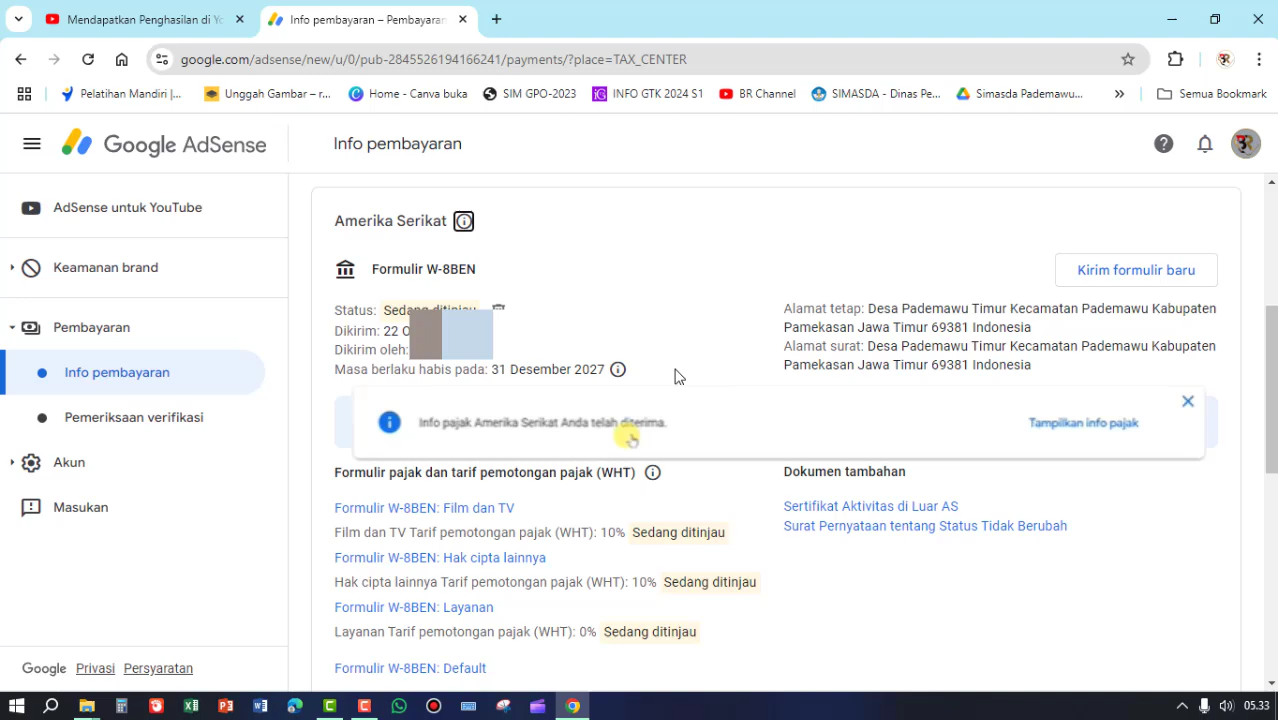 Mendapatkan Penghasilan di Yo
Info pembayaran – Pembayaran
google.com/adsense/new/u/0/pub-2845526194166241/payments/?place=TAX_CENTER
Pelatihan Mandiri |...
Unggah Gambar – r...
Home - Canva buka
SIM GPO-2023
INFO GTK 2024 S1
BR Channel
SIMASDA - Dinas Pe...
Simasda Pademawu...
Semua Bookmark
Google AdSense
Info pembayaran
AdSense untuk YouTube
Keamanan brand
Pembayaran
Info pembayaran
Pemeriksaan verifikasi
Akun
Masukan
Google Privasi Persyaratan
Amerika Serikat
Formulir W-8BEN
Kirim formulir baru
Status: Sedang ditinjau
Dikirim: 22 O
Dikirim oleh:
Masa berlaku habis pada: 31 Desember 2027
Alamat tetap: Desa Pademawu Timur Kecamatan Pademawu Kabupaten
Pamekasan Jawa Timur 69381 Indonesia
Alamat surat: Desa Pademawu Timur Kecamatan Pademawu Kabupaten
Pamekasan Jawa Timur 69381 Indonesia
Info pajak Amerika Serikat Anda telah diterima.
Tampilkan info pajak
Formulir pajak dan tarif pemotongan pajak (WHT)
Formulir W-8BEN: Film dan TV
Film dan TV Tarif pemotongan pajak (WHT): 10% Sedang ditinjau
Formulir W-8BEN: Hak cipta lainnya
Hak cipta lainnya Tarif pemotongan pajak (WHT): 10% Sedang ditinjau
Formulir W-8BEN: Layanan
Layanan Tarif pemotongan pajak (WHT): 0% Sedang ditinjau
Formulir W-8BEN: Default
Dokumen tambahan
Sertifikat Aktivitas di Luar AS
Surat Pernyataan tentang Status Tidak Berubah
05.33